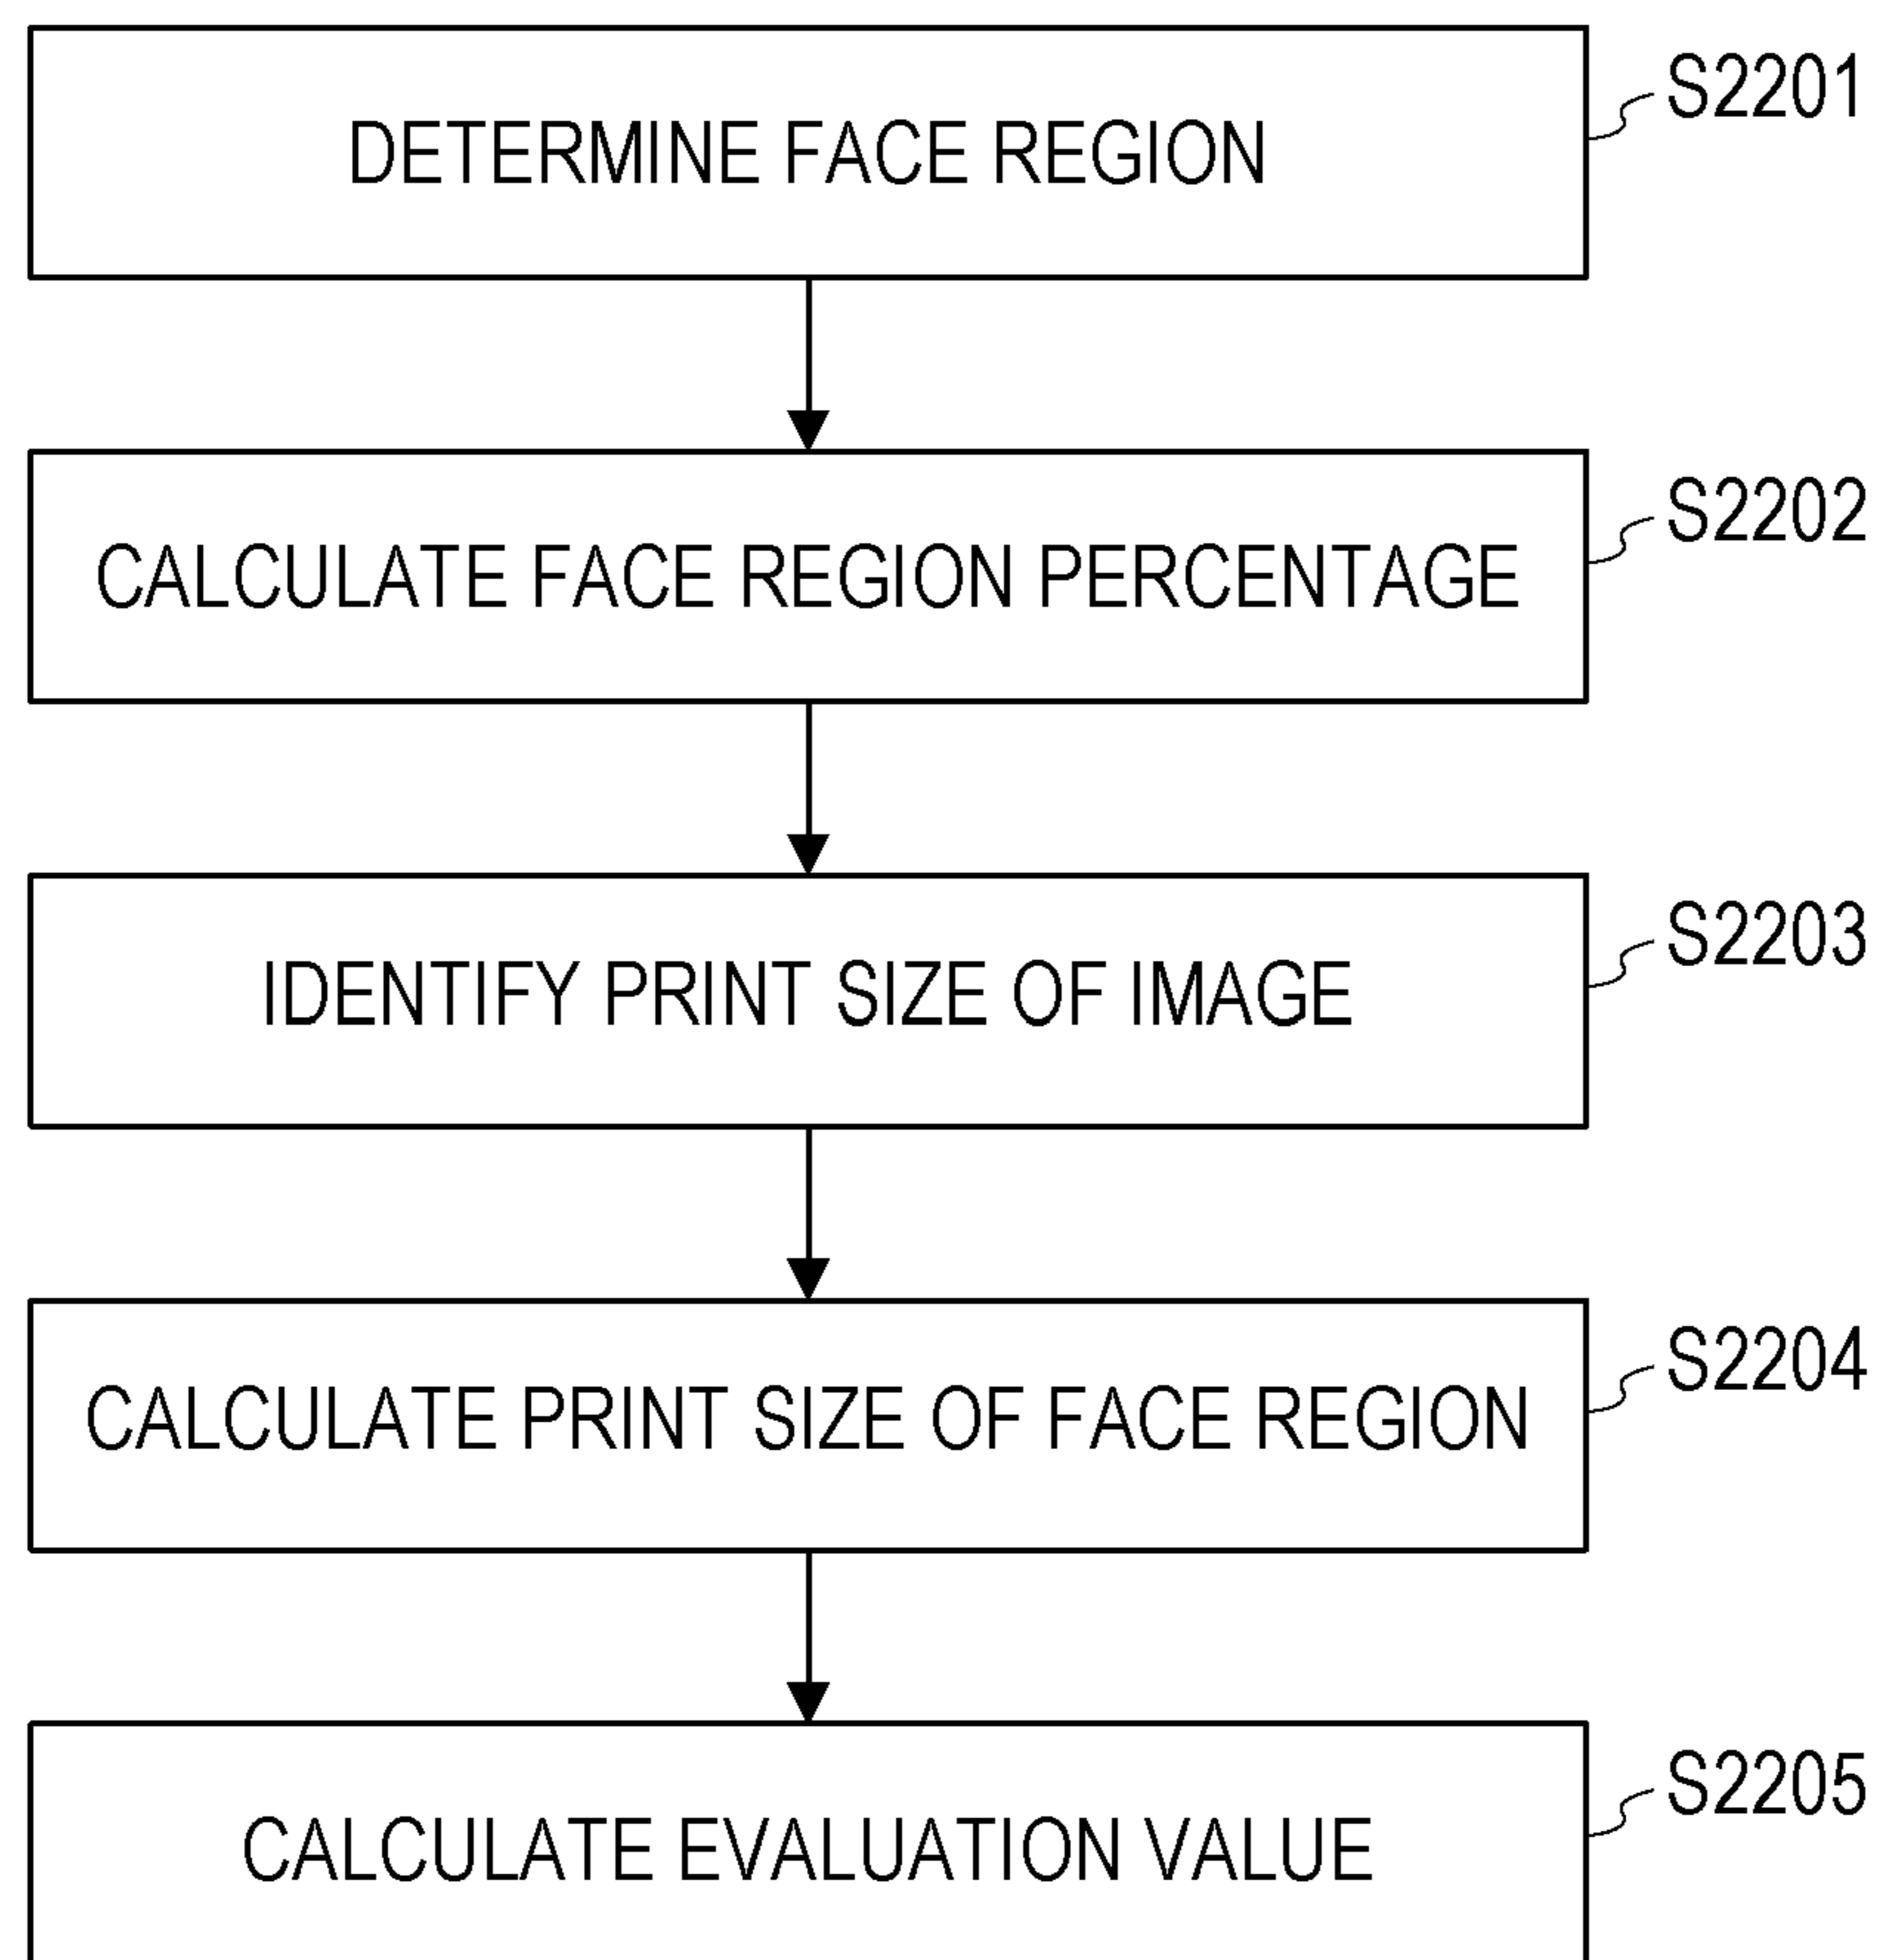 DETERMINE FACE REGION
S2201
CALCULATE FACE REGION PERCENTAGE
S2202
IDENTIFY PRINT SIZE OF IMAGE
S2203
CALCULATE PRINT SIZE OF FACE REGION
S2204
CALCULATE EVALUATION VALUE
S2205